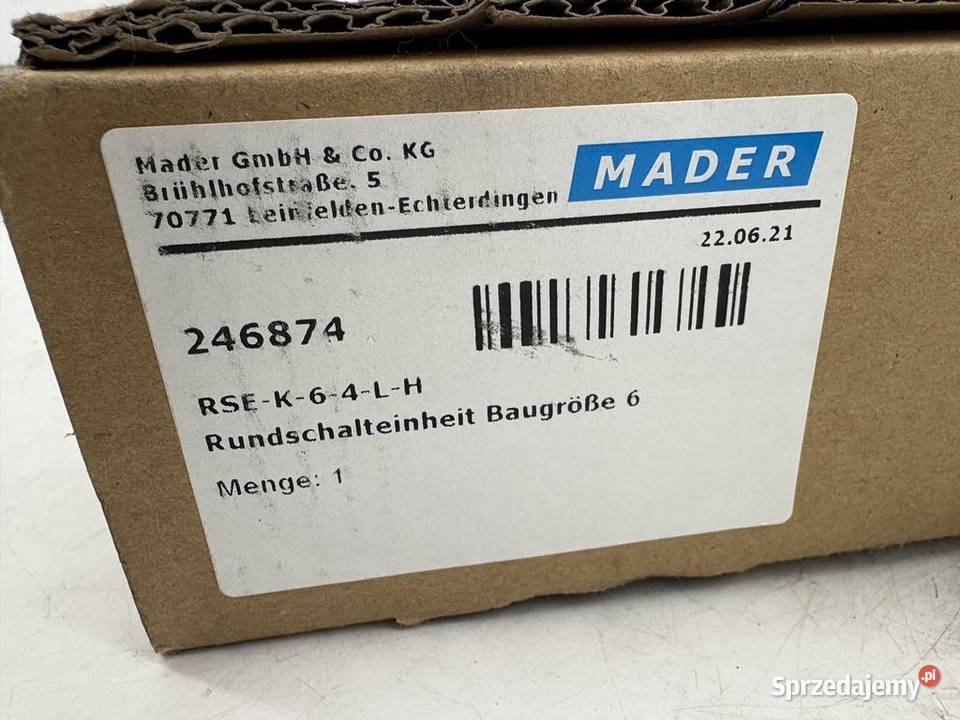 Mader GmbH & Co. KG
Brühlhofstraße. 5
70771 Leinfelden-Echterdingen
MADER
22.06.21
246874
RSE-K-6-4-L-H
Rundschalteinheit Baugröße 6
Menge: 1
Sprzedajemy.pl